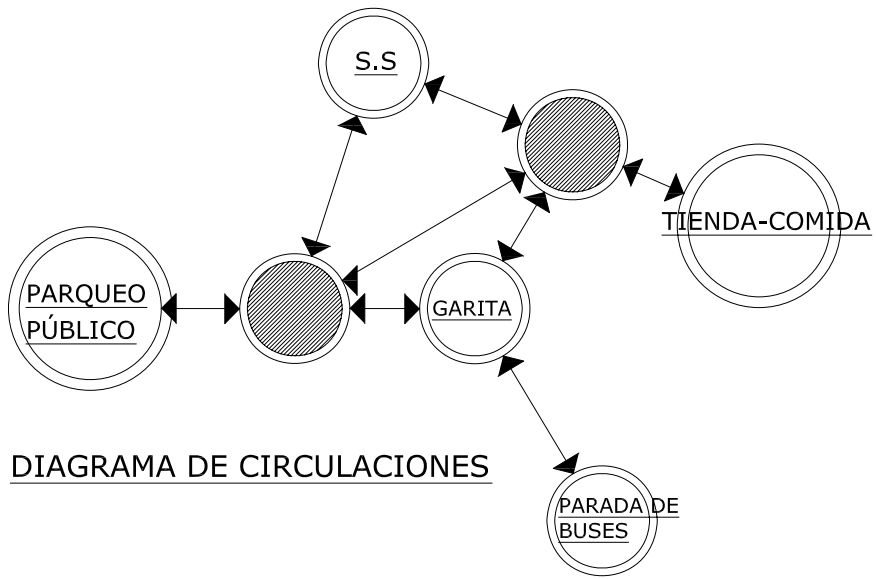 S.S
TIENDA-COMIDA
PARQUEO
PÚBLICO
GARITA
DIAGRAMA DE CIRCULACIONES
PARADA DE
BUSES